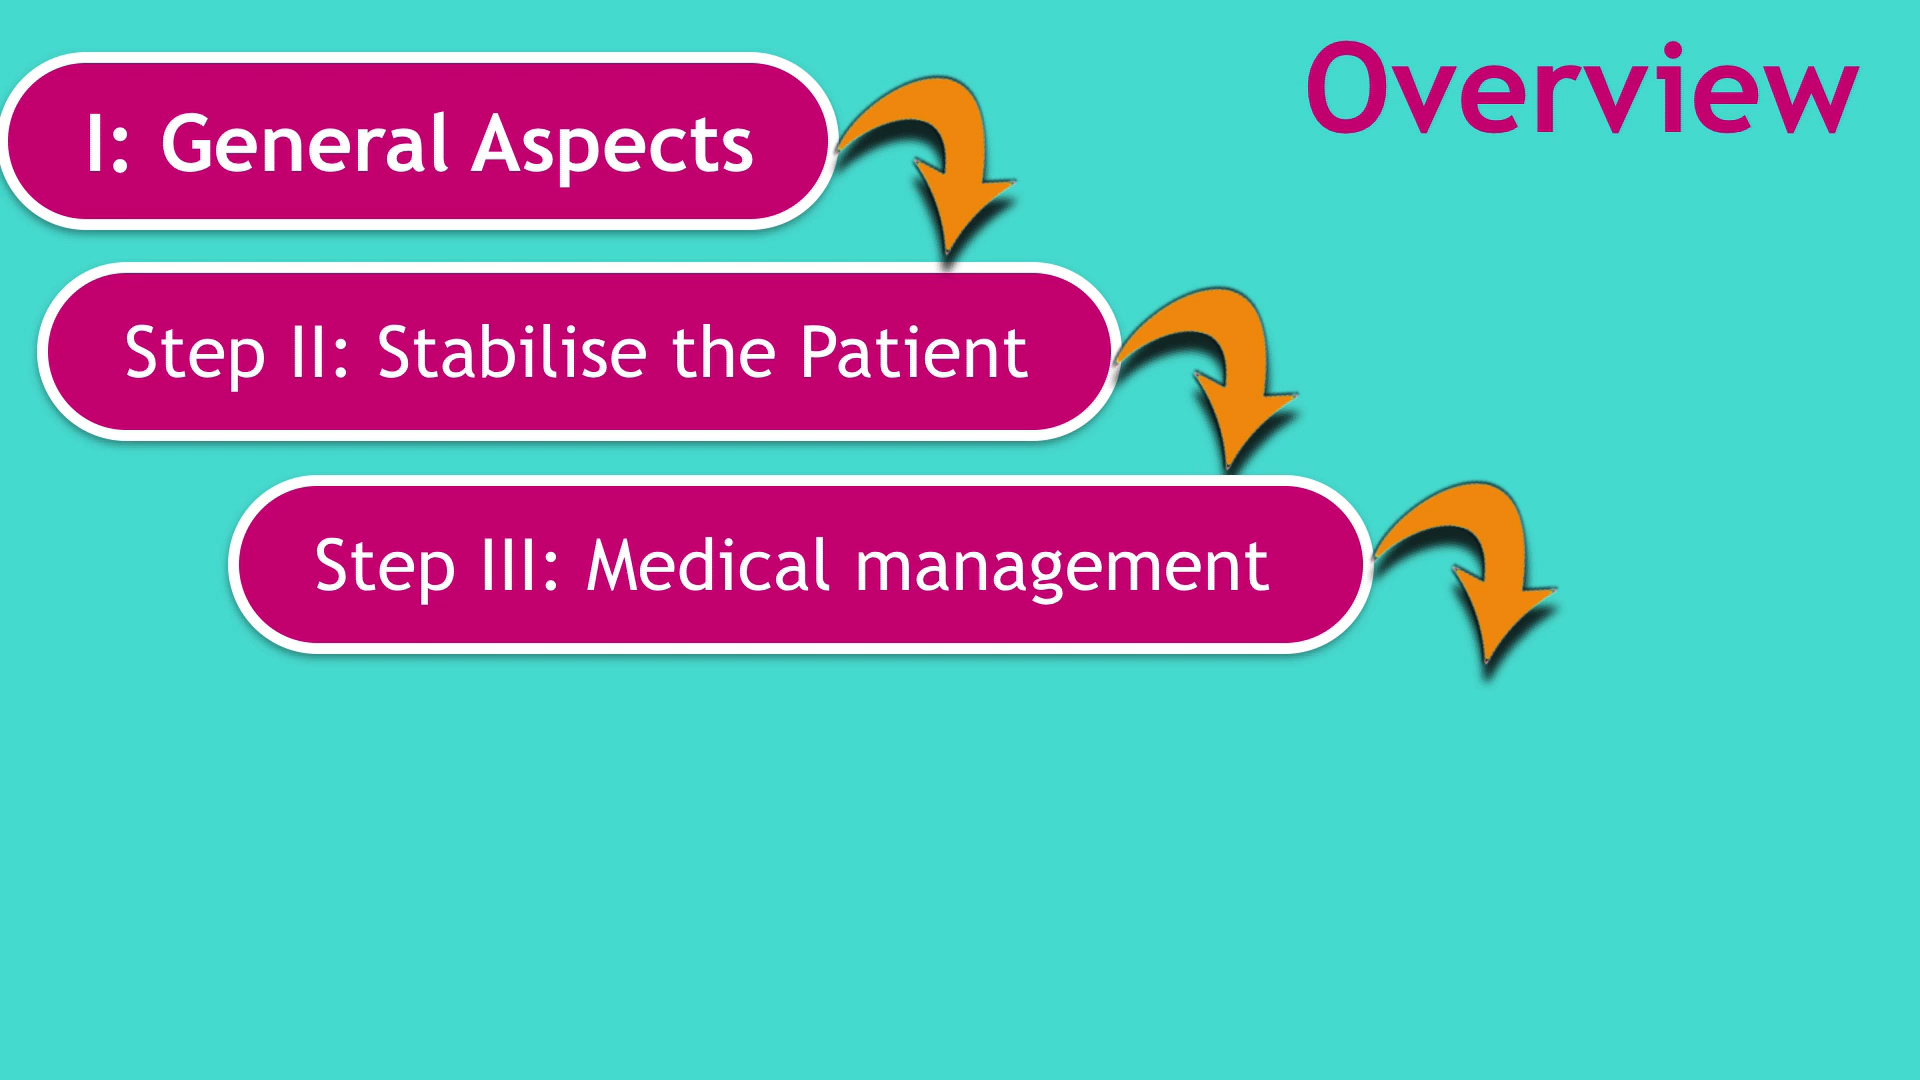 Overview
I: General Aspects
Step II: Stabilise the Patient
Step III: Medical management